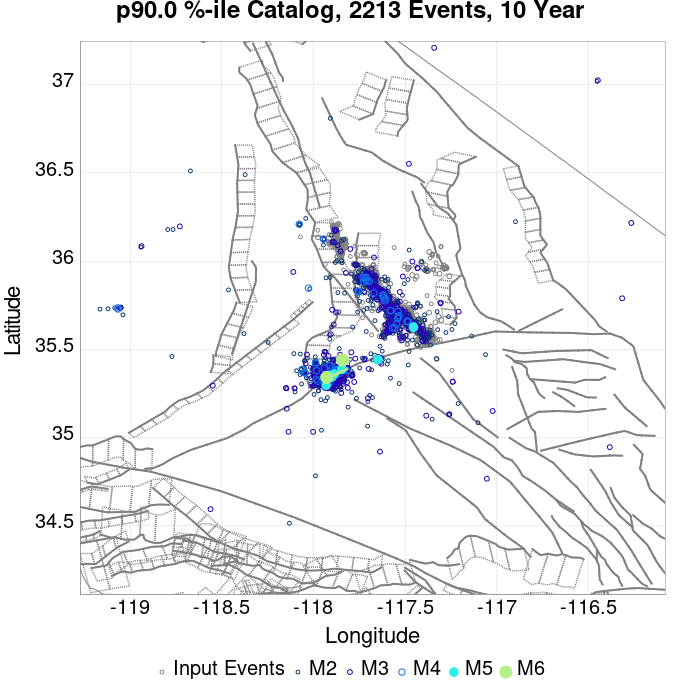 p90.0 %-ile Catalog, 2213 Events, 10 Year
37
36.5
36
35.5
35
34.5
Latitude
-119 -118.5 -118 -117.5 -117 -116.5
Longitude
Input Events M2 M3 M4 M5 M6